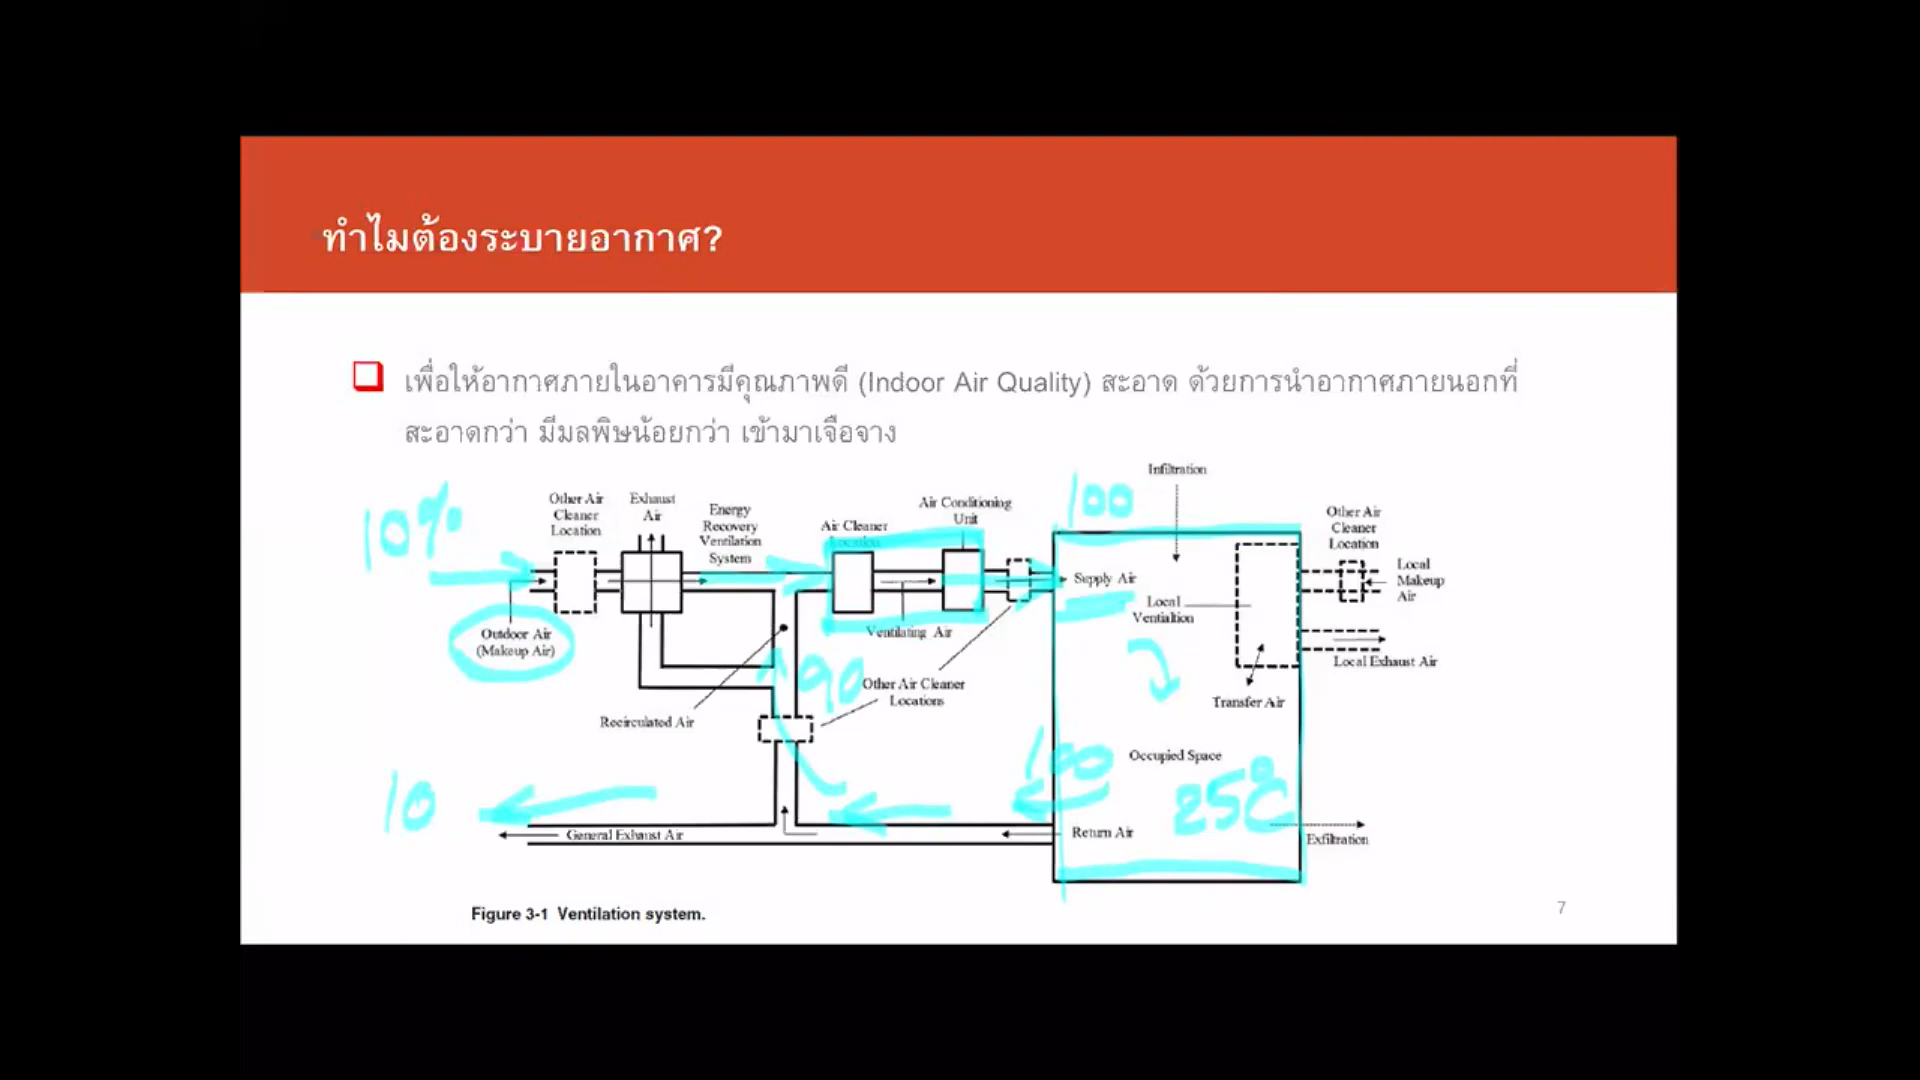 ทำไมต้องระบายอากาศ?
เพื่อให้อากาศภายในอาคารมีคุณภาพดี (Indoor Air Quality) สะอาด ด้วยการนำอากาศภายนอกที่
สะอาดกว่า มีมลพิษน้อยกว่า เข้ามาเจือจาง
10%
Other Air
Cleaner
Location
Exhaust
Air
Energy
Recovery
Ventilation
System
Air Cleaner
Location
Air Conditioning
Unit
100
Infiltration
Other Air
Cleaner
Location
Local
Makeup
Air
Supply Air
Local
Ventialtion
Outdoor Air
(Makeup Air)
Ventilating Air
Local Exhaust Air
90
Other Air Cleaner
Locations
Transfer Air
Recirculated Air
100
Occupied Space
25°C
10
General Exhaust Air
Return Air
Exfiltration
Figure 3-1 Ventilation system.
7